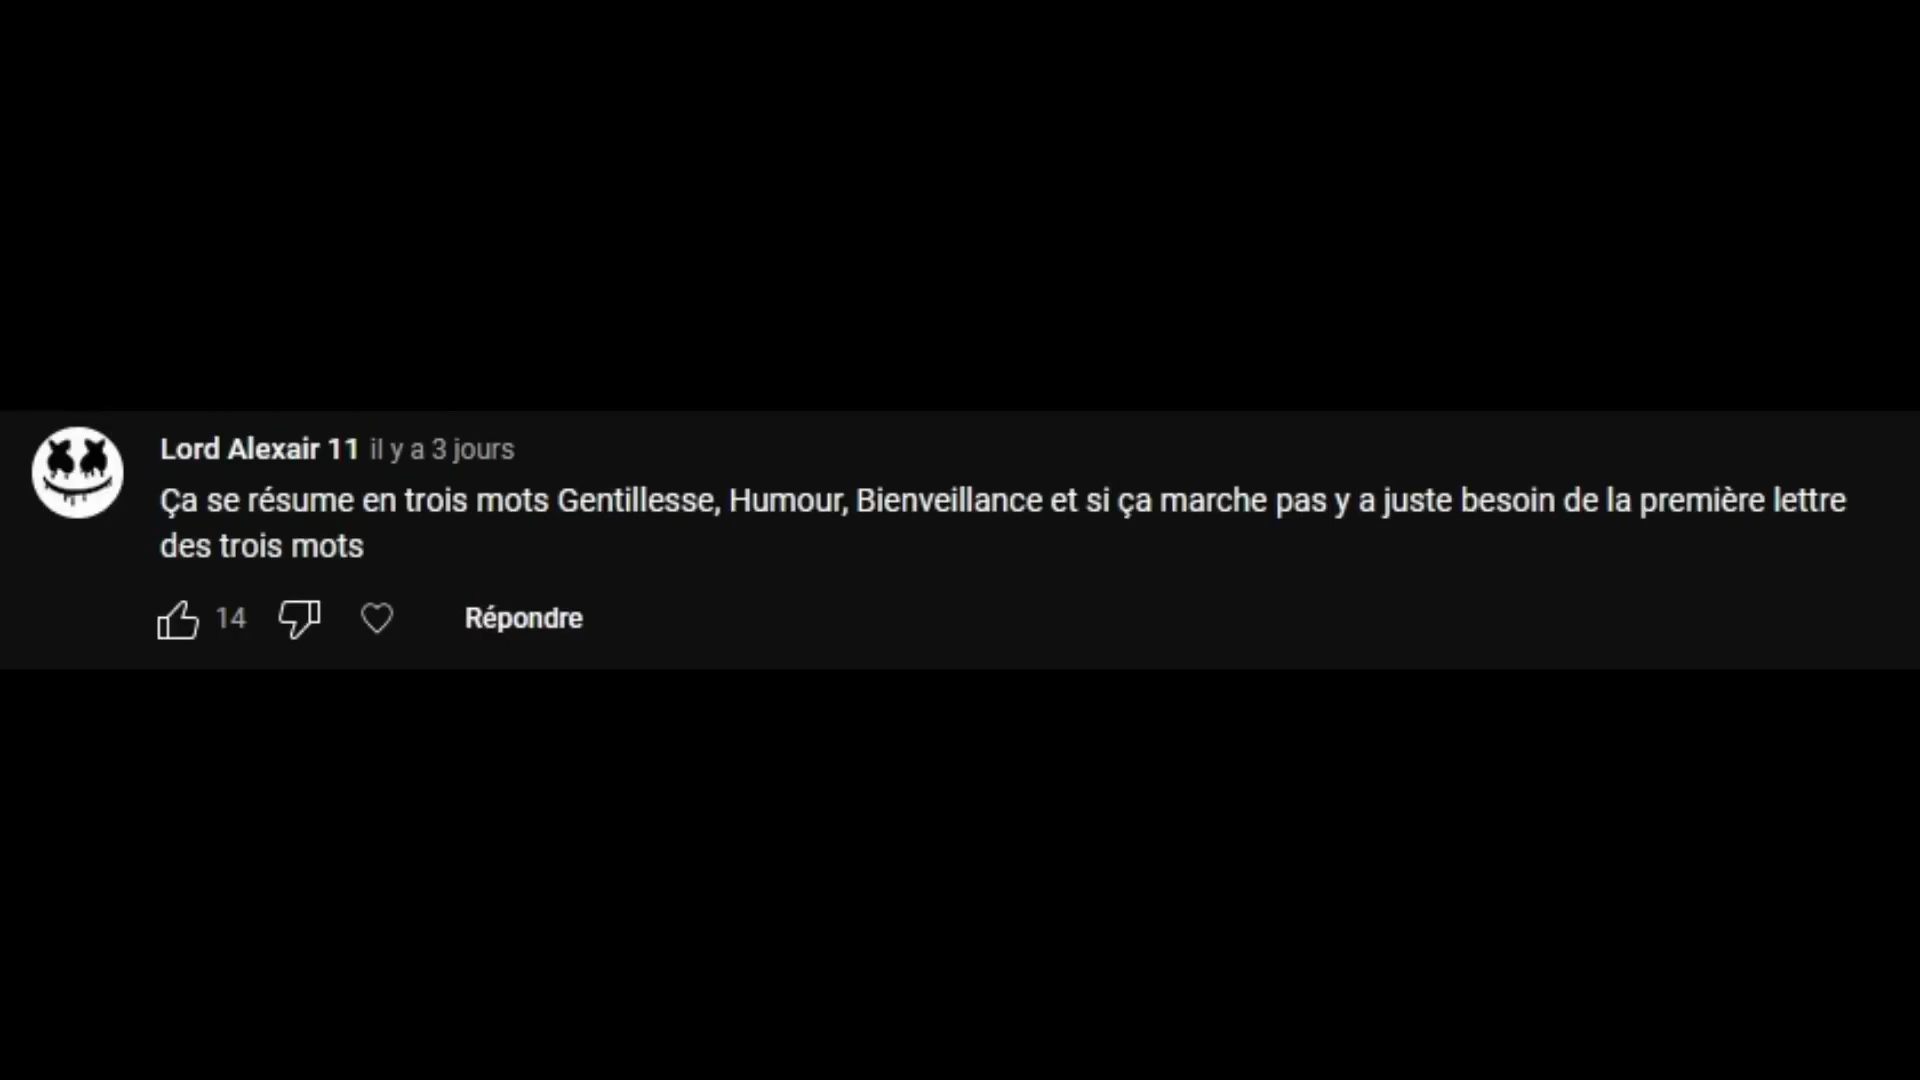 Lord Alexair 11 il y a 3 jours
Ça se résume en trois mots Gentillesse, Humour, Bienveillance et si ça marche pas y a juste besoin de la première lettre
des trois mots
14 Répondre